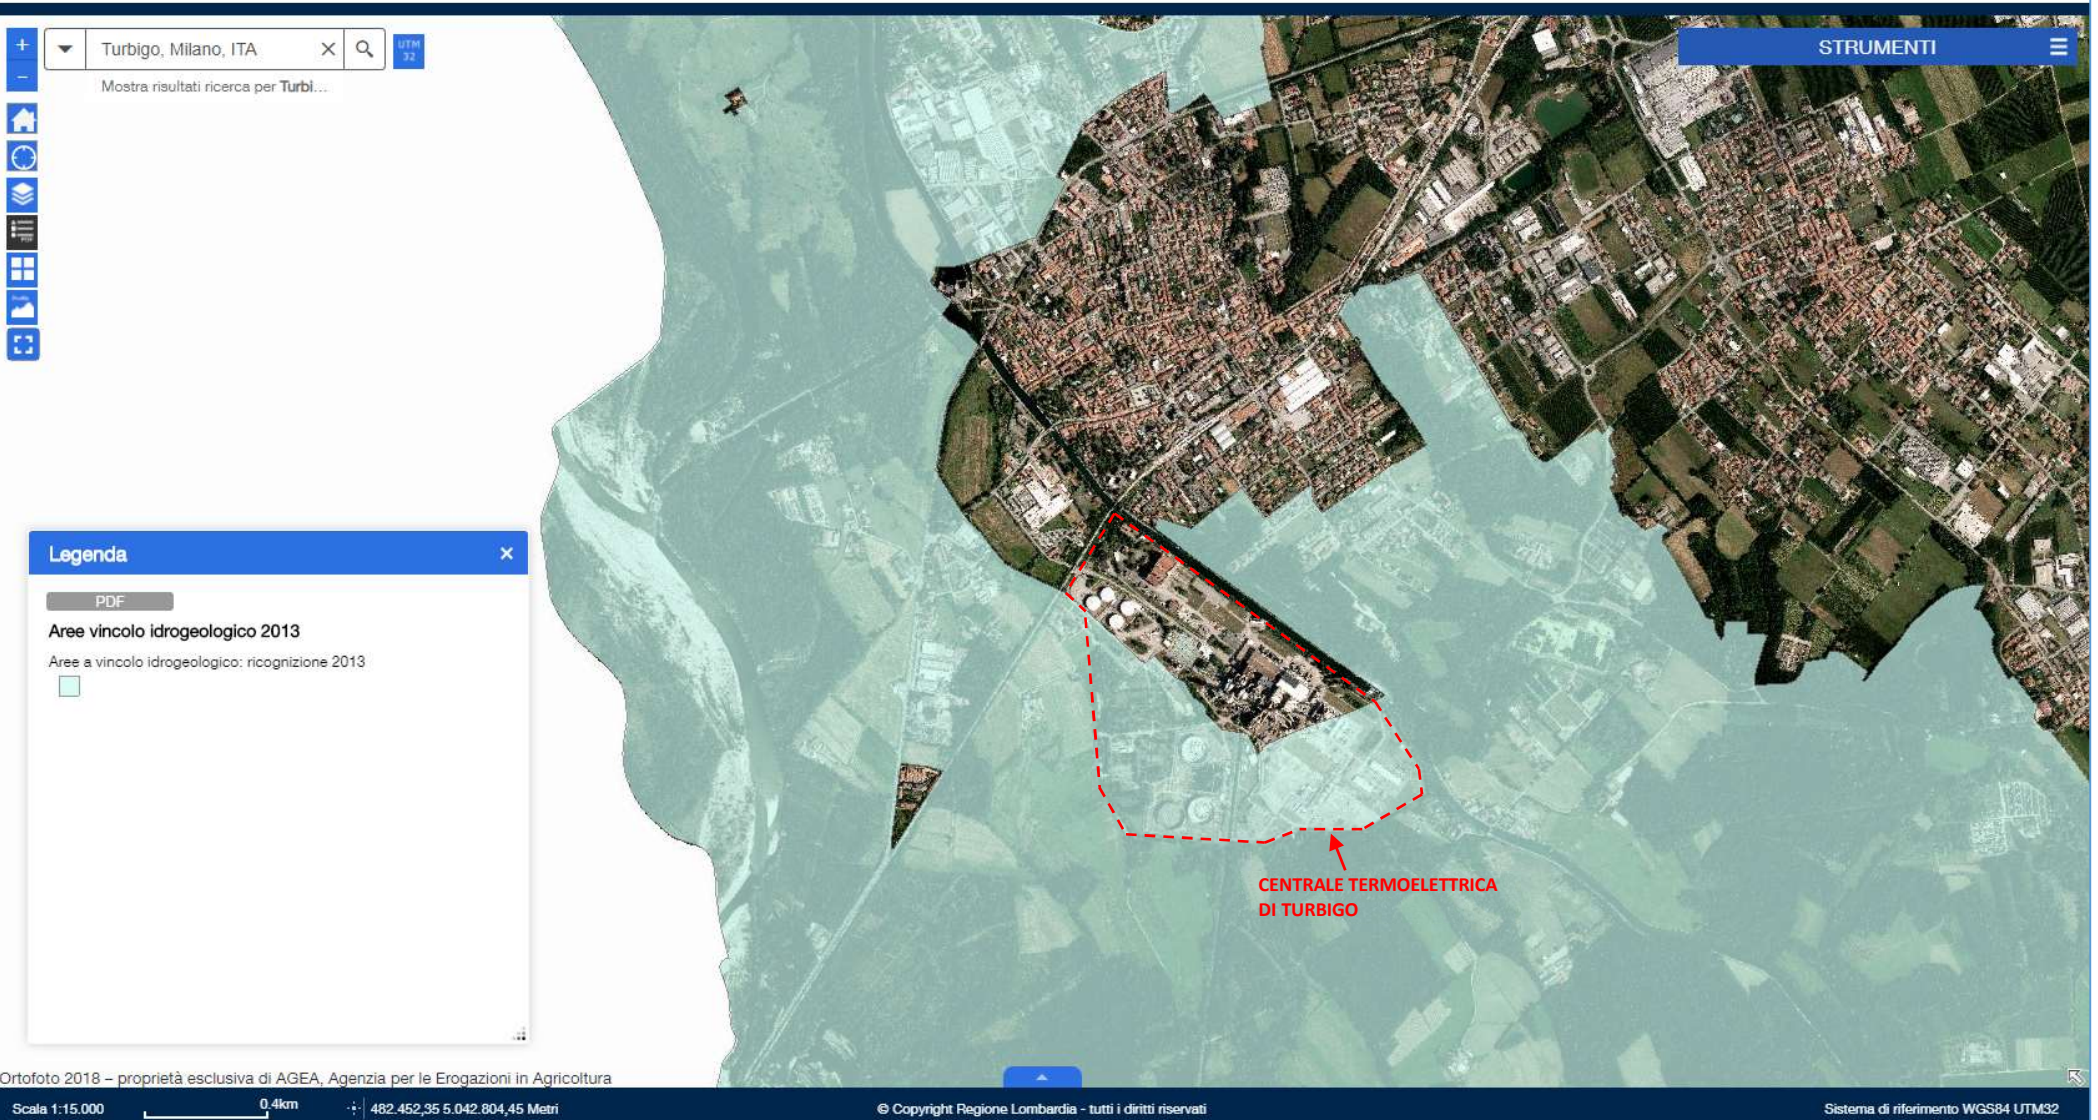 +
Turbigo, Milano, ITA
UTM
32
STRUMENTI
Mostra risultati ricerca per Turbi...
−
Legenda
PDF
Aree vincolo idrogeologico 2013
Aree a vincolo idrogeologico: ricognizione 2013
CENTRALE TERMOELETTRICA
DI TURBIGO
Ortofoto 2018 – proprietà esclusiva di AGEA, Agenzia per le Erogazioni in Agricoltura
Scala 1:15.000
0,4km
482.452,35 5.042.804,45 Metri
© Copyright Regione Lombardia - tutti i diritti riservati
Sistema di riferimento WGS84 UTM32